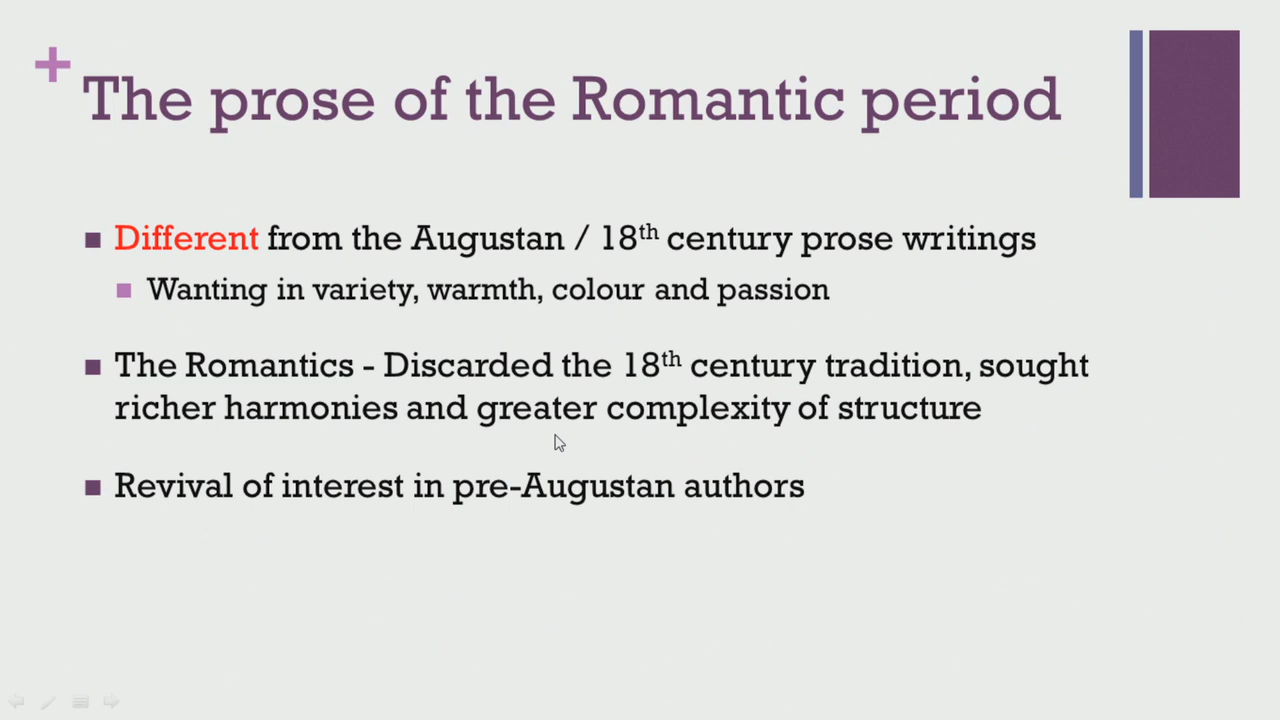 The prose of the Romantic period
Different from the Augustan / 18th century prose writings
Wanting in variety, warmth, colour and passion
The Romantics - Discarded the 18th century tradition, sought
richer harmonies and greater complexity of structure
Revival of interest in pre-Augustan authors